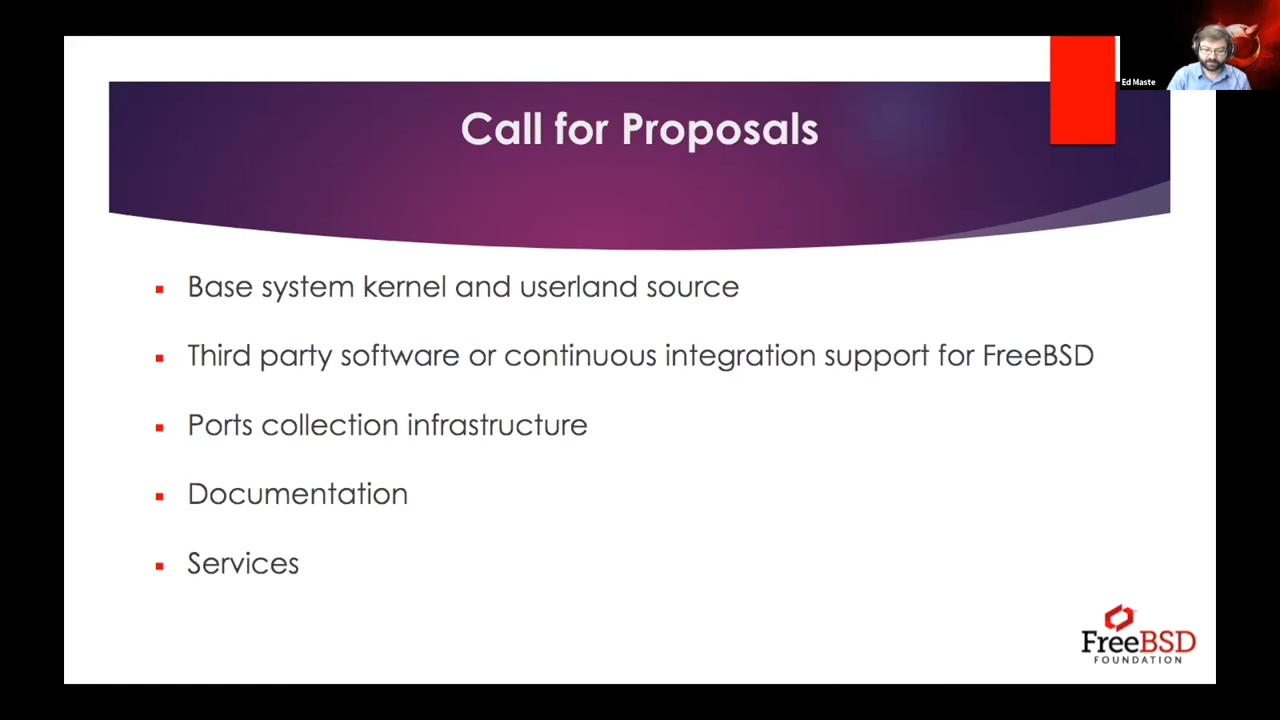 Ed Maste
Call for Proposals
Base system kernel and userland source
Third party software or continuous integration support for FreeBSD
Ports collection infrastructure
Documentation
Services
FreeBSD
FOUNDATION